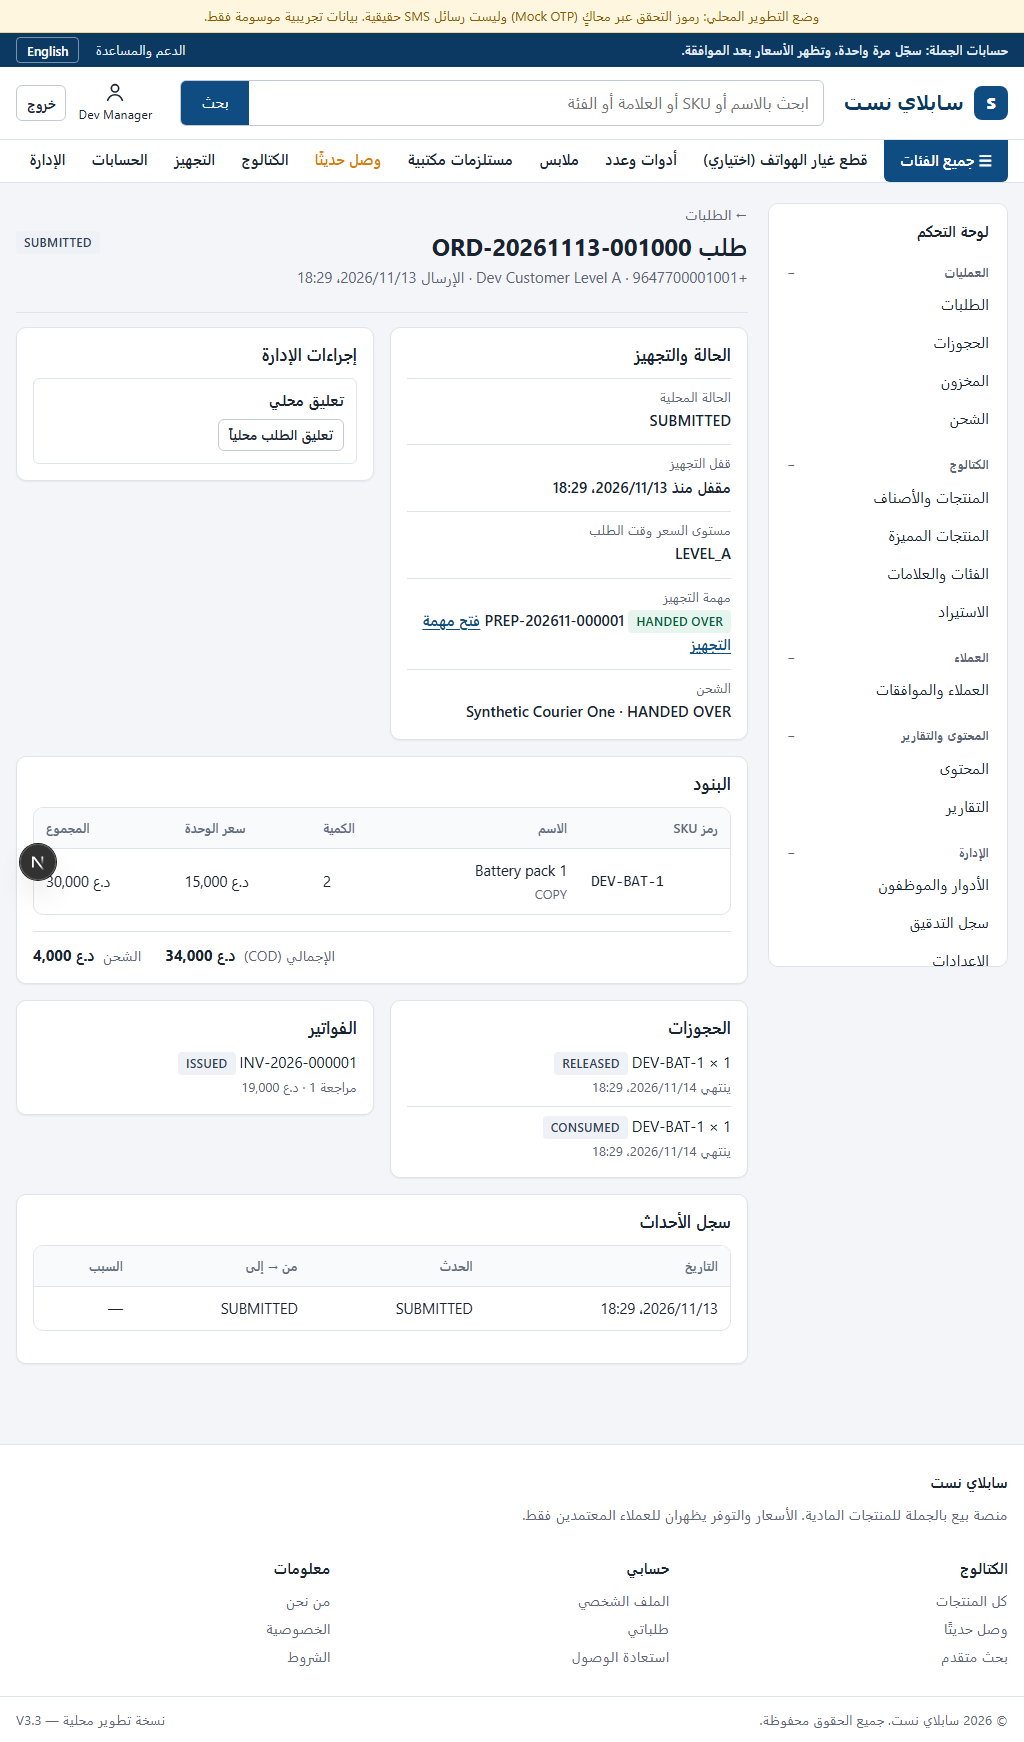 وضع التطوير المحلي: رموز التحقق عبر محاكٍ (Mock OTP) وليست رسائل SMS حقيقية. بيانات تجريبية موسومة فقط.
حسابات الجملة: سجّل مرة واحدة، وتظهر الأسعار بعد الموافقة.
الدعم والمساعدة
English
S
سابلاي نست
ابحث بالاسم أو SKU أو العلامة أو الفئة
بحث
Dev Manager
خروج
☰ جميع الفئات
قطع غيار الهواتف (اختياري)
أدوات وعدد
ملابس
مستلزمات مكتبية
وصل حديثًا
الكتالوج
التجهيز
الحسابات
الإدارة
لوحة التحكم
العمليات –
الطلبات
الحجوزات
المخزون
الشحن
الكتالوج –
المنتجات والأصناف
المنتجات المميزة
الفئات والعلامات
الاستيراد
العملاء –
العملاء والموافقات
المحتوى والتقارير –
المحتوى
التقارير
الإدارة –
الأدوار والموظفون
سجل التدقيق
الإعدادات
← الطلبات
طلب ORD-20261113-001000
SUBMITTED
+9647700001001 · Dev Customer Level A · الإرسال 2026/11/13، 18:29
الحالة والتجهيز
الحالة المحلية
SUBMITTED
قفل التجهيز
مقفل منذ 2026/11/13، 18:29
مستوى السعر وقت الطلب
LEVEL_A
مهمة التجهيز
HANDED OVER PREP-202611-000001 فتح مهمة
التجهيز
الشحن
Synthetic Courier One · HANDED OVER
إجراءات الإدارة
تعليق محلي
تعليق الطلب محلياً
البنود
رمز SKU الاسم الكمية سعر الوحدة المجموع
DEV-BAT-1 Battery pack 1 2 15,000 د.ع 30,000 د.ع
COPY
N
الإجمالي (COD) 34,000 د.ع الشحن 4,000 د.ع
الحجوزات
DEV-BAT-1 × 1 RELEASED
ينتهي 2026/11/14، 18:29
DEV-BAT-1 × 1 CONSUMED
ينتهي 2026/11/14، 18:29
الفواتير
INV-2026-000001 ISSUED
مراجعة 1 · 19,000 د.ع
سجل الأحداث
التاريخ الحدث من → إلى السبب
2026/11/13، 18:29 SUBMITTED SUBMITTED —
سابلاي نست
منصة بيع بالجملة للمنتجات المادية. الأسعار والتوفر يظهران للعملاء المعتمدين فقط.
الكتالوج
كل المنتجات
وصل حديثًا
بحث متقدم
حسابي
الملف الشخصي
طلباتي
استعادة الوصول
معلومات
من نحن
الخصوصية
الشروط
© 2026 سابلاي نست. جميع الحقوق محفوظة.
نسخة تطوير محلية — V3.3